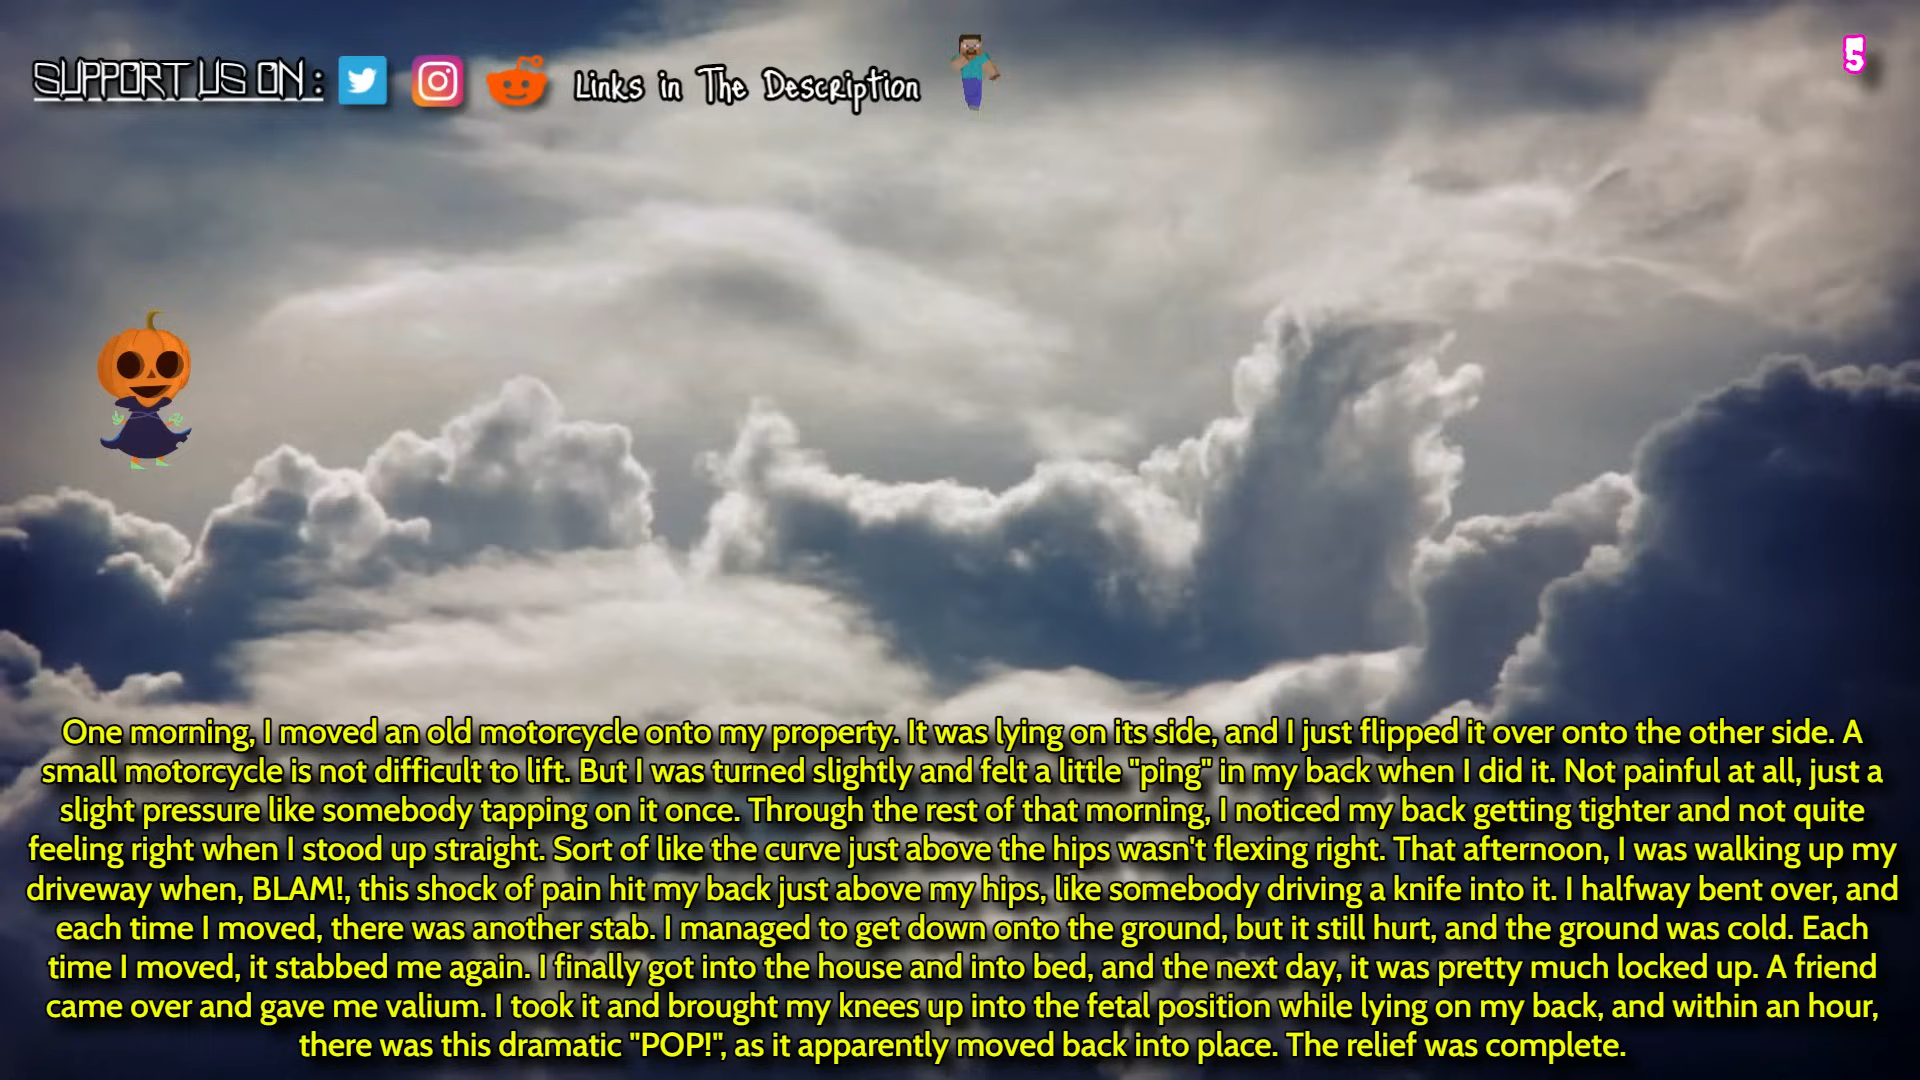 SUPPORT US ON :
Links in The Description
5
One morning, I moved an old motorcycle onto my property. It was lying on its side, and I just flipped it over onto the other side. A
small motorcycle is not difficult to lift. But I was turned slightly and felt a little "ping" in my back when I did it. Not painful at all, just a
slight pressure like somebody tapping on it once. Through the rest of that morning, I noticed my back getting tighter and not quite
feeling right when I stood up straight. Sort of like the curve just above the hips wasn't flexing right. That afternoon, I was walking up my
driveway when, BLAM!, this shock of pain hit my back just above my hips, like somebody driving a knife into it. I halfway bent over, and
each time I moved, there was another stab. I managed to get down onto the ground, but it still hurt, and the ground was cold. Each
time I moved, it stabbed me again. I finally got into the house and into bed, and the next day, it was pretty much locked up. A friend
came over and gave me valium. I took it and brought my knees up into the fetal position while lying on my back, and within an hour,
there was this dramatic "POP!", as it apparently moved back into place. The relief was complete.